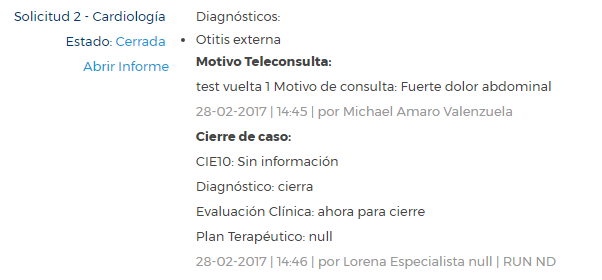 Solicitud 2 - Cardiología
Estado: Cerrada
Abrir Informe
Diagnósticos:
• Otitis externa
Motivo Teleconsulta:
test vuelta 1 Motivo de consulta: Fuerte dolor abdominal
28-02-2017 | 14:45 | por Michael Amaro Valenzuela
Cierre de caso:
CIE10: Sin información
Diagnóstico: cierra
Evaluación Clínica: ahora para cierre
Plan Terapéutico: null
28-02-2017 | 14:46 | por Lorena Especialista null | RUN ND